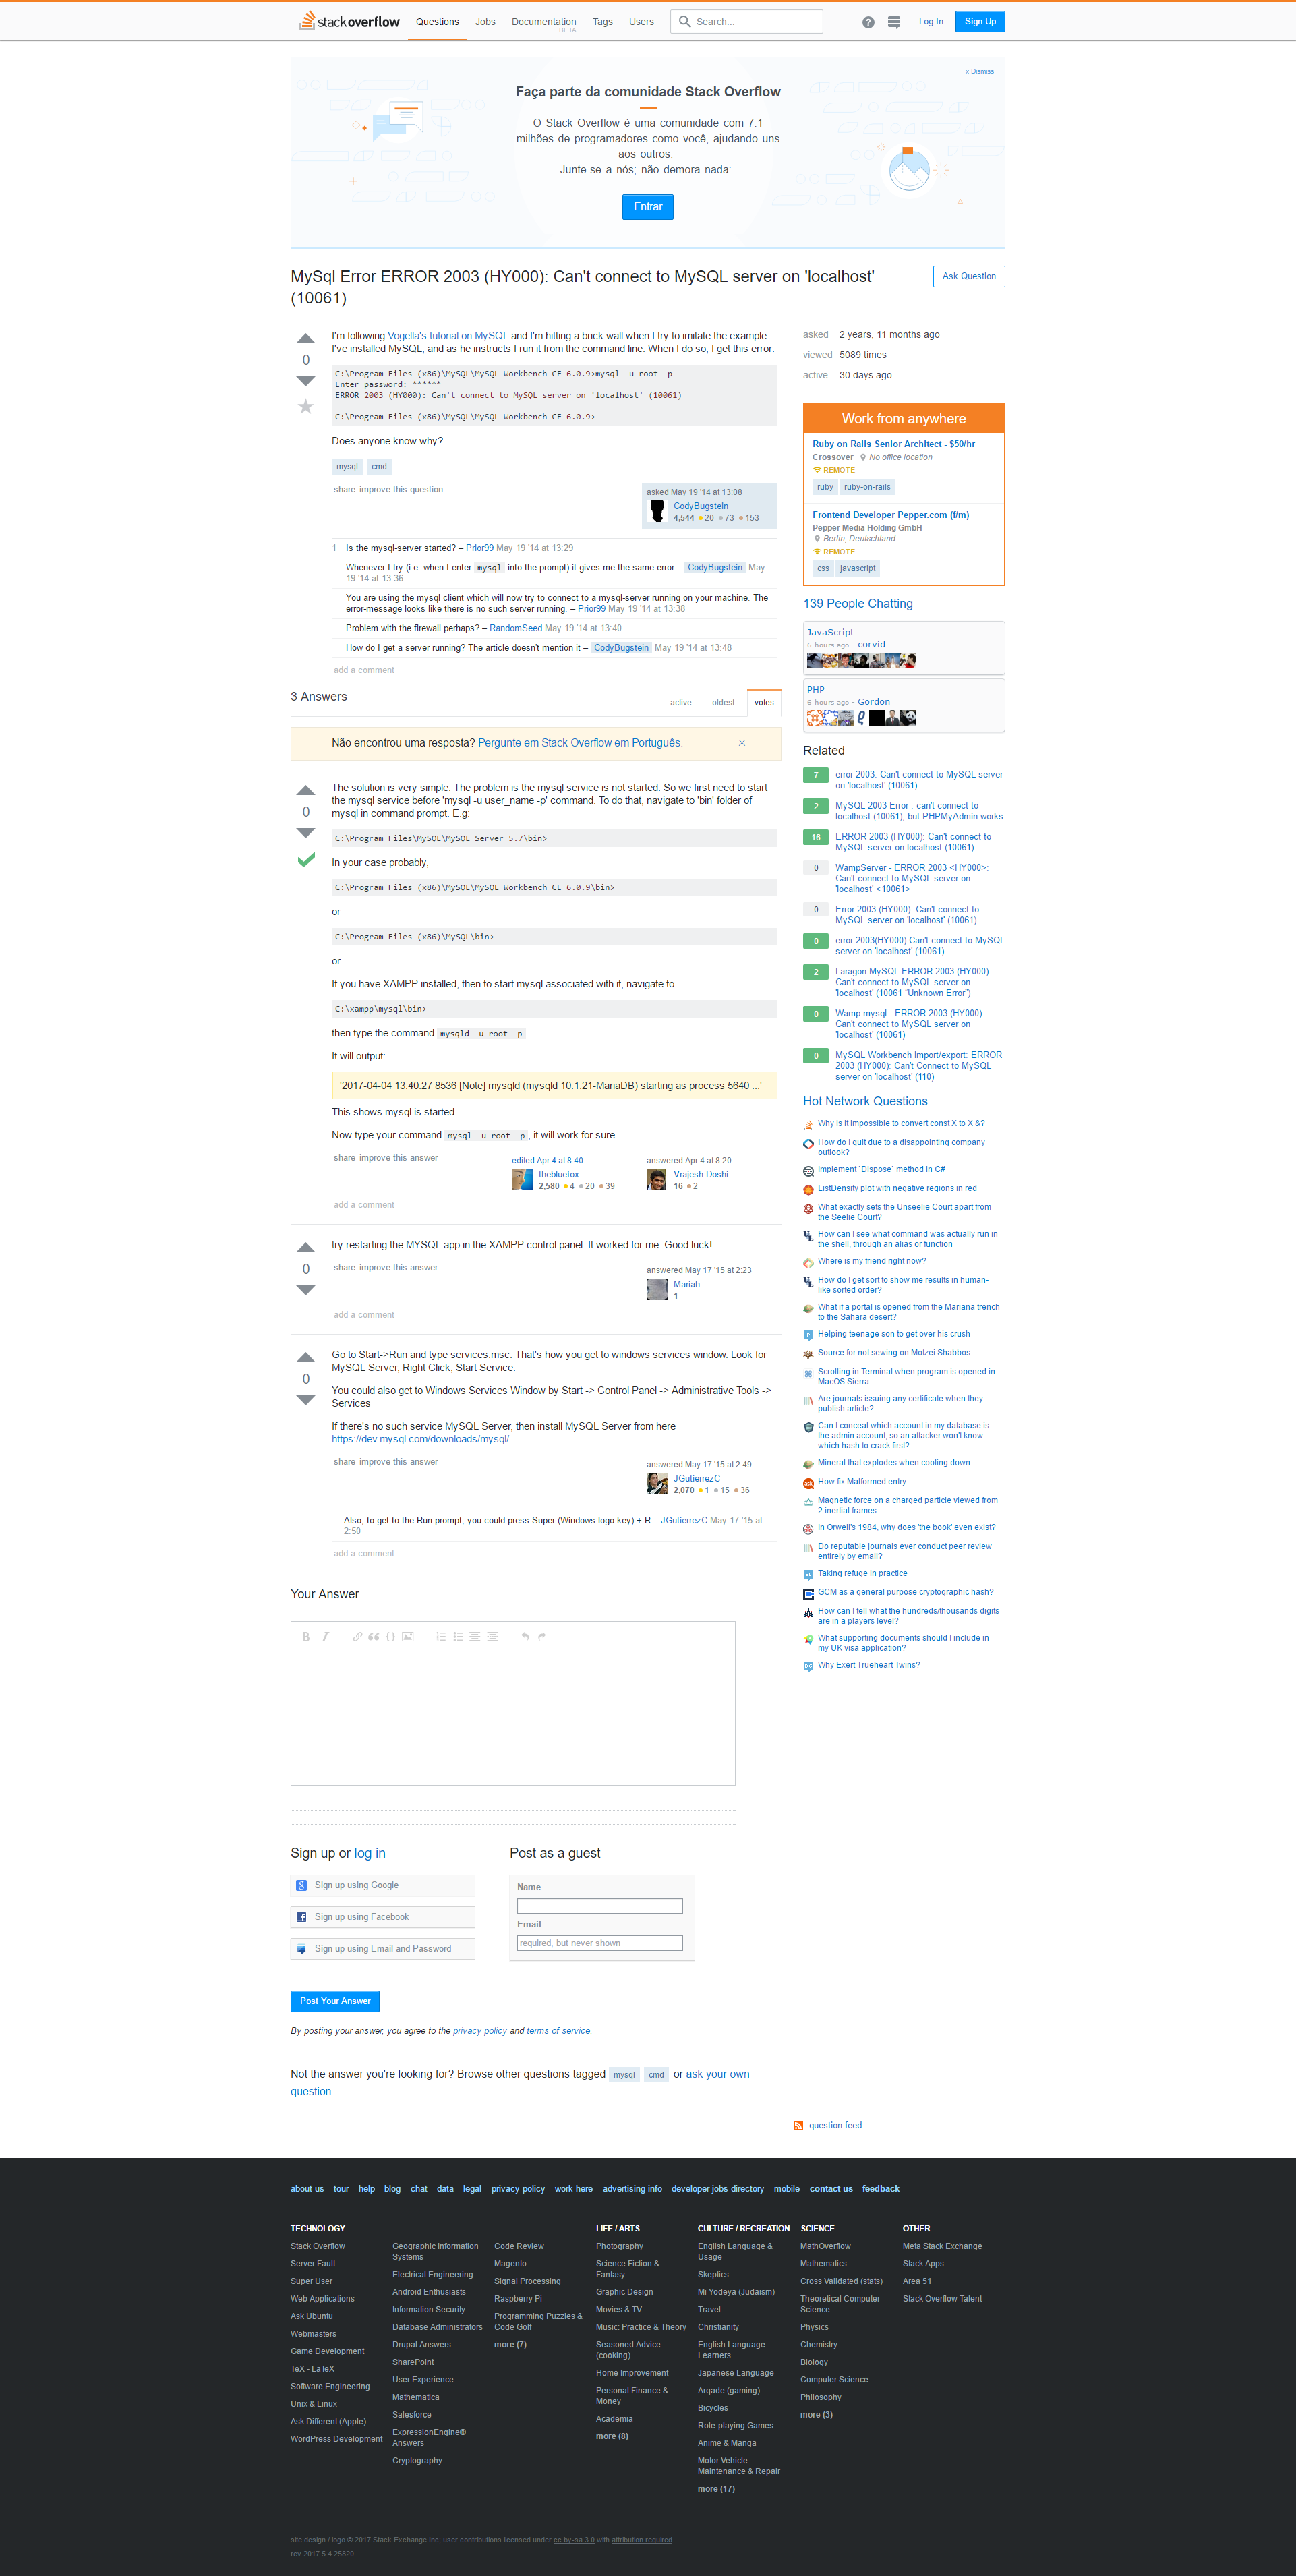 stackoverflow Questions Jobs Documentation Tags Users Search... Log In Sign Up
BETA
x Dismiss
Faça parte da comunidade Stack Overflow
O Stack Overflow é uma comunidade com 7.1
milhões de programadores como você, ajudando uns
aos outros.
Junte-se a nós; não demora nada:
Entrar
MySql Error ERROR 2003 (HY000): Can't connect to MySQL server on 'localhost'
(10061)
Ask Question
0
I'm following Vogella's tutorial on MySQL and I'm hitting a brick wall when I try to imitate the example.
I've installed MySQL, and as he instructs I run it from the command line. When I do so, I get this error:
C:\Program Files (x86)\MySQL\MySQL Workbench CE 6.0.9>mysql -u root -p
Enter password: ******
ERROR 2003 (HY000): Can't connect to MySQL server on 'localhost' (10061)
C:\Program Files (x86)\MySQL\MySQL Workbench CE 6.0.9>
Does anyone know why?
mysql cmd
share improve this question
asked May 19 '14 at 13:08
CodyBugstein
4,544 20 73 153
1 Is the mysql-server started? – Prior99 May 19 '14 at 13:29
Whenever I try (i.e. when I enter mysql into the prompt) it gives me the same error – CodyBugstein May
19 '14 at 13:36
You are using the mysql client which will now try to connect to a mysql-server running on your machine. The
error-message looks like there is no such server running. – Prior99 May 19 '14 at 13:38
Problem with the firewall perhaps? – RandomSeed May 19 '14 at 13:40
How do I get a server running? The article doesn't mention it – CodyBugstein May 19 '14 at 13:48
add a comment
3 Answers
active oldest votes
Não encontrou uma resposta? Pergunte em Stack Overflow em Português.
0
The solution is very simple. The problem is the mysql service is not started. So we first need to start
the mysql service before 'mysql -u user_name -p' command. To do that, navigate to 'bin' folder of
mysql in command prompt. E.g:
C:\Program Files\MySQL\MySQL Server 5.7\bin>
In your case probably,
C:\Program Files (x86)\MySQL\MySQL Workbench CE 6.0.9\bin>
or
C:\Program Files (x86)\MySQL\bin>
or
If you have XAMPP installed, then to start mysql associated with it, navigate to
C:\xampp\mysql\bin>
then type the command mysqld -u root -p
It will output:
'2017-04-04 13:40:27 8536 [Note] mysqld (mysqld 10.1.21-MariaDB) starting as process 5640 ...'
This shows mysql is started.
Now type your command mysql -u root -p, it will work for sure.
share improve this answer
edited Apr 4 at 8:40
thebluefox
2,580 4 20 39
answered Apr 4 at 8:20
Vrajesh Doshi
16 2
add a comment
0
try restarting the MYSQL app in the XAMPP control panel. It worked for me. Good luck!
share improve this answer
answered May 17 '15 at 2:23
Mariah
1
add a comment
0
Go to Start->Run and type services.msc. That's how you get to windows services window. Look for
MySQL Server, Right Click, Start Service.
You could also get to Windows Services Window by Start -> Control Panel -> Administrative Tools ->
Services
If there's no such service MySQL Server, then install MySQL Server from here
https://dev.mysql.com/downloads/mysql/
share improve this answer
answered May 17 '15 at 2:49
JGutierrezC
2,070 1 15 36
Also, to get to the Run prompt, you could press Super (Windows logo key) + R – JGutierrezC May 17 '15 at
2:50
add a comment
Your Answer
Sign up or log in
Sign up using Google
Sign up using Facebook
Sign up using Email and Password
Post as a guest
Name
Email
required, but never shown
Post Your Answer
By posting your answer, you agree to the privacy policy and terms of service.
Not the answer you're looking for? Browse other questions tagged mysql cmd or ask your own
question.
asked 2 years, 11 months ago
viewed 5089 times
active 30 days ago
Work from anywhere
Ruby on Rails Senior Architect - $50/hr
Crossover No office location
REMOTE
ruby ruby-on-rails
Frontend Developer Pepper.com (f/m)
Pepper Media Holding GmbH
Berlin, Deutschland
REMOTE
css javascript
139 People Chatting
JavaScript
6 hours ago - corvid
PHP
6 hours ago - Gordon
Related
7 error 2003: Can't connect to MySQL server
on 'localhost' (10061)
2 MySQL 2003 Error : can't connect to
localhost (10061), but PHPMyAdmin works
16 ERROR 2003 (HY000): Can't connect to
MySQL server on localhost (10061)
0 WampServer - ERROR 2003 <HY000>:
Can't connect to MySQL server on
'localhost' <10061>
0 Error 2003 (HY000): Can't connect to
MySQL server on 'localhost' (10061)
0 error 2003(HY000) Can't connect to MySQL
server on 'localhost' (10061)
2 Laragon MySQL ERROR 2003 (HY000):
Can't connect to MySQL server on
'localhost' (10061 "Unknown Error")
0 Wamp mysql : ERROR 2003 (HY000):
Can't connect to MySQL server on
'localhost' (10061)
0 MySQL Workbench import/export: ERROR
2003 (HY000): Can't Connect to MySQL
server on 'localhost' (110)
Hot Network Questions
Why is it impossible to convert const X to X &?
How do I quit due to a disappointing company
outlook?
Implement `Dispose` method in C#
ListDensity plot with negative regions in red
What exactly sets the Unseelie Court apart from
the Seelie Court?
How can I see what command was actually run in
the shell, through an alias or function
Where is my friend right now?
How do I get sort to show me results in human-
like sorted order?
What if a portal is opened from the Mariana trench
to the Sahara desert?
Helping teenage son to get over his crush
Source for not sewing on Motzei Shabbos
Scrolling in Terminal when program is opened in
MacOS Sierra
Are journals issuing any certificate when they
publish article?
Can I conceal which account in my database is
the admin account, so an attacker won't know
which hash to crack first?
Mineral that explodes when cooling down
How fix Malformed entry
Magnetic force on a charged particle viewed from
2 inertial frames
In Orwell's 1984, why does 'the book' even exist?
Do reputable journals ever conduct peer review
entirely by email?
Taking refuge in practice
GCM as a general purpose cryptographic hash?
How can I tell what the hundreds/thousands digits
are in a players level?
What supporting documents should I include in
my UK visa application?
Why Exert Trueheart Twins?
question feed
about us tour help blog chat data legal privacy policy work here advertising info developer jobs directory mobile contact us feedback
TECHNOLOGY
Stack Overflow
Server Fault
Super User
Web Applications
Ask Ubuntu
Webmasters
Game Development
TeX - LaTeX
Software Engineering
Unix & Linux
Ask Different (Apple)
WordPress Development
Geographic Information
Systems
Electrical Engineering
Android Enthusiasts
Information Security
Database Administrators
Drupal Answers
SharePoint
User Experience
Mathematica
Salesforce
ExpressionEngine®
Answers
Cryptography
Code Review
Magento
Signal Processing
Raspberry Pi
Programming Puzzles &
Code Golf
more (7)
LIFE / ARTS
Photography
Science Fiction &
Fantasy
Graphic Design
Movies & TV
Music: Practice & Theory
Seasoned Advice
(cooking)
Home Improvement
Personal Finance &
Money
Academia
more (8)
CULTURE / RECREATION
English Language &
Usage
Skeptics
Mi Yodeya (Judaism)
Travel
Christianity
English Language
Learners
Japanese Language
Arqade (gaming)
Bicycles
Role-playing Games
Anime & Manga
Motor Vehicle
Maintenance & Repair
more (17)
SCIENCE
MathOverflow
Mathematics
Cross Validated (stats)
Theoretical Computer
Science
Physics
Chemistry
Biology
Computer Science
Philosophy
more (3)
OTHER
Meta Stack Exchange
Stack Apps
Area 51
Stack Overflow Talent
site design / logo © 2017 Stack Exchange Inc; user contributions licensed under cc by-sa 3.0 with attribution required
rev 2017.5.4.25820